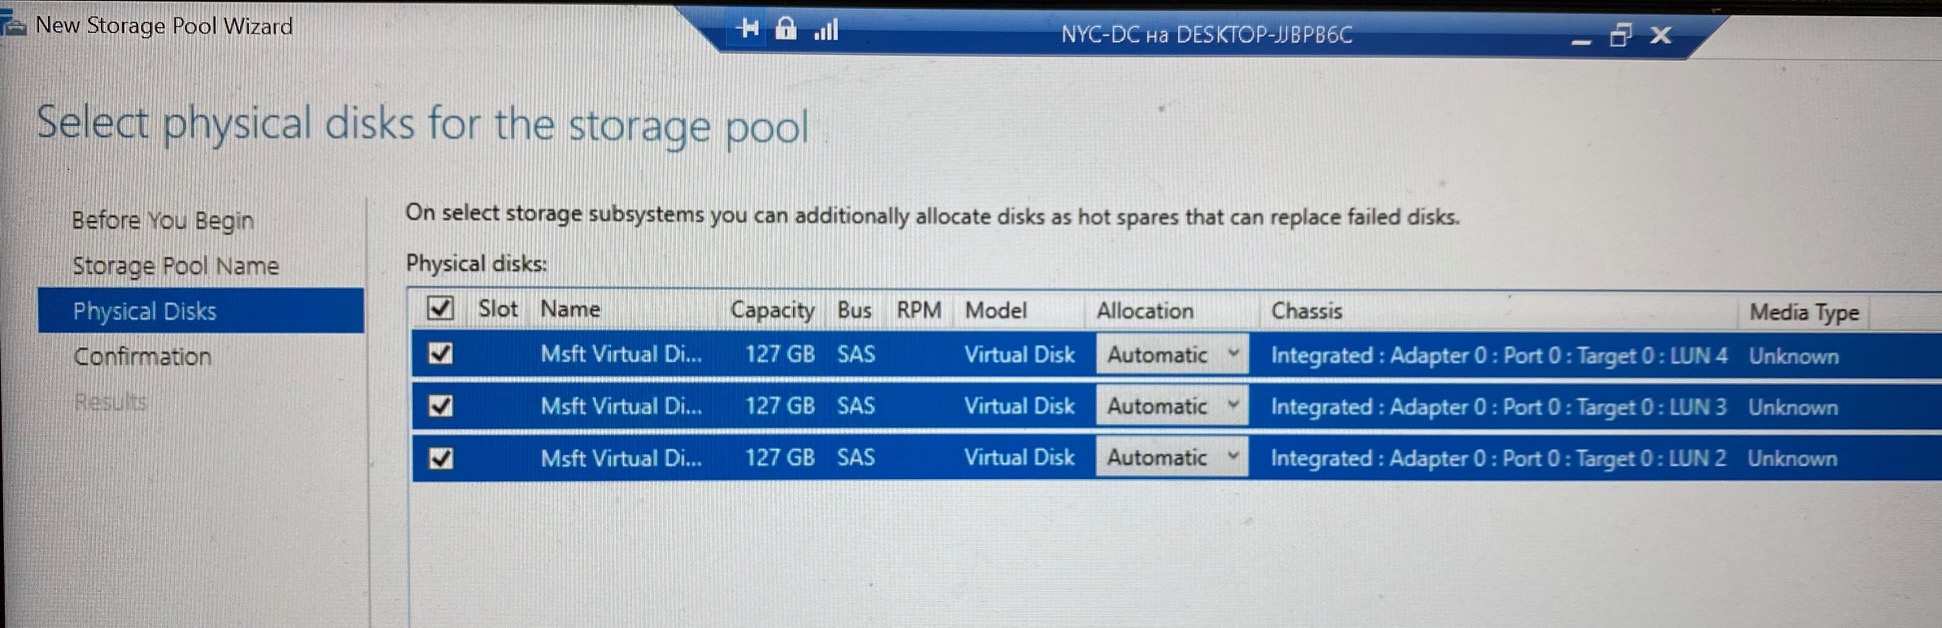 New Storage Pool Wizard
NYC-DC на DESKTOP-JJBPB6C
Select physical disks for the storage pool
Before You Begin
Storage Pool Name
Physical Disks
Confirmation
Results
On select storage subsystems you can additionally allocate disks as hot spares that can replace failed disks.
Physical disks:
Slot Name Capacity Bus RPM Model Allocation Chassis Media Type
Msft Virtual Di... 127 GB SAS Virtual Disk Automatic Integrated : Adapter 0 : Port 0 : Target 0 : LUN 4 Unknown
Msft Virtual Di... 127 GB SAS Virtual Disk Automatic Integrated : Adapter 0 : Port 0 : Target 0 : LUN 3 Unknown
Msft Virtual Di... 127 GB SAS Virtual Disk Automatic Integrated : Adapter 0 : Port 0 : Target 0 : LUN 2 Unknown